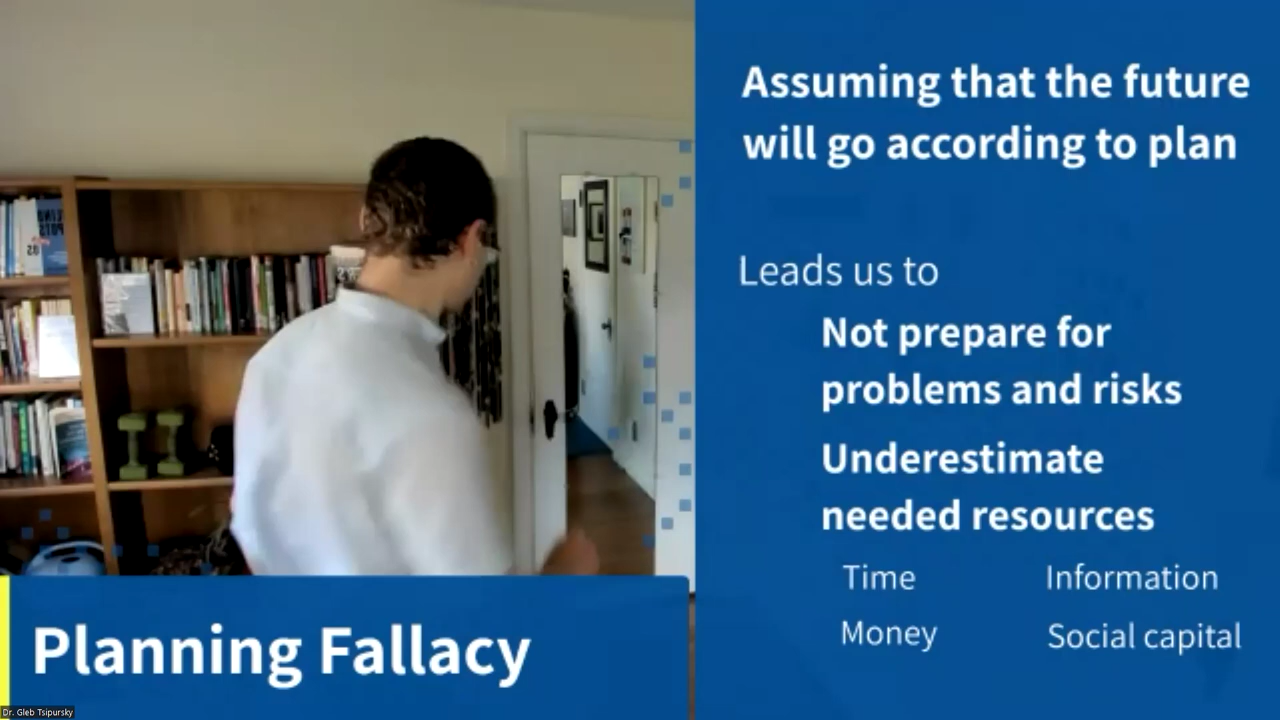 Assuming that the future
will go according to plan
Leads us to
Not prepare for
problems and risks
Underestimate
needed resources
Time
Information
Money
Social capital
Planning Fallacy
Dr. Gleb Tsipursky